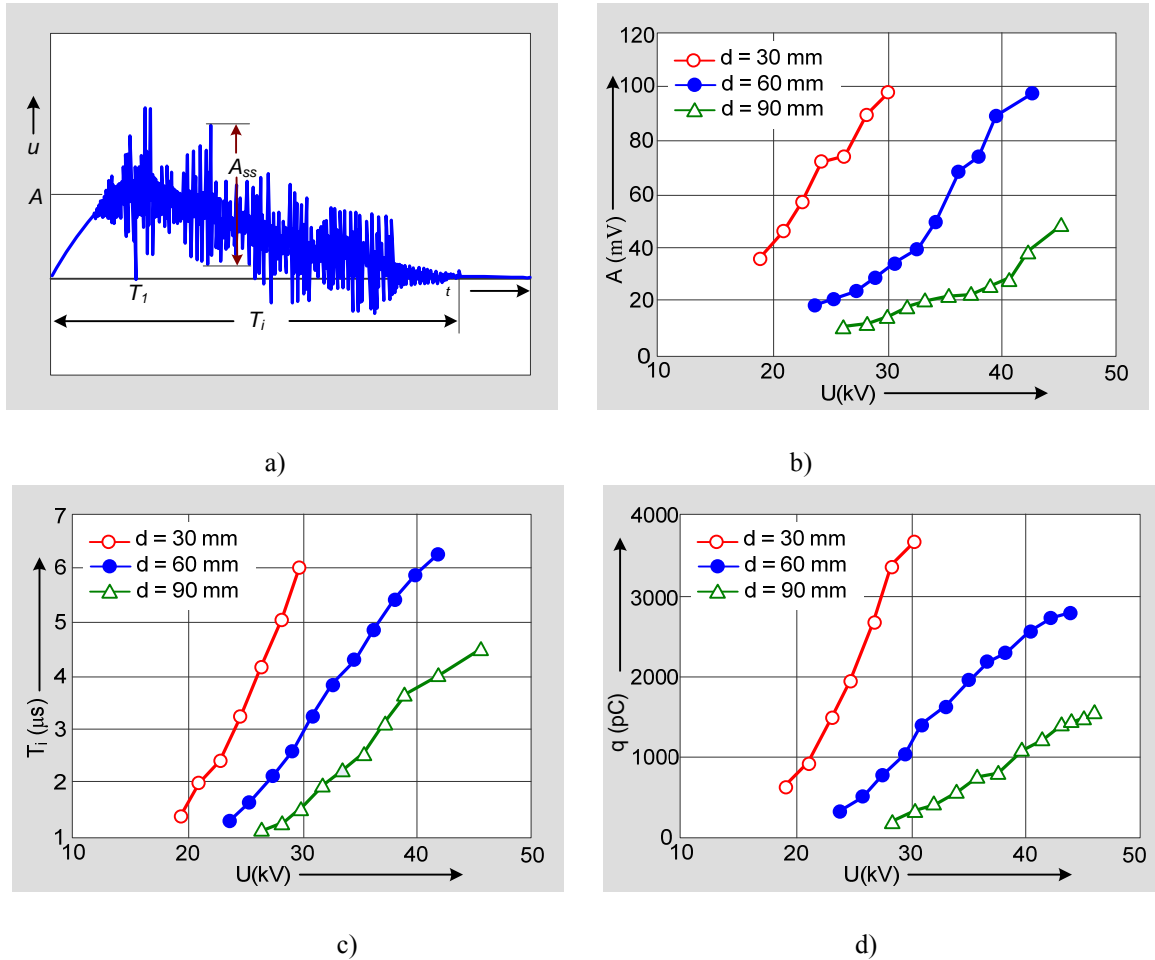 u
A
A_ss
T_1
t
T_i
a)
120
100
80
60
40
20
0
A (mV)
d = 30 mm
d = 60 mm
d = 90 mm
10 20 30 40 50
U(kV)
b)
7
6
5
4
3
2
1
T_i (μs)
d = 30 mm
d = 60 mm
d = 90 mm
10 20 30 40 50
U(kV)
c)
4000
3000
2000
1000
0
q (pC)
d = 30 mm
d = 60 mm
d = 90 mm
10 20 30 40 50
U(kV)
d)